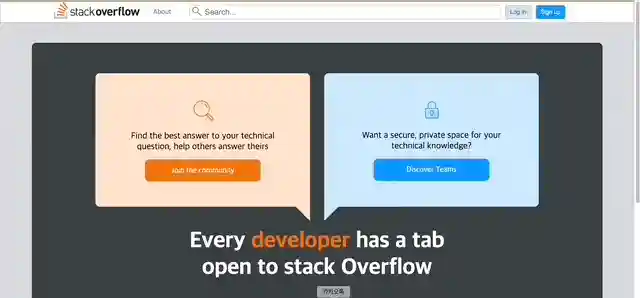 stackoverflow
About
Search...
Log in
Sign up
Find the best answer to your technical
question, help others answer theirs
Join the community
Want a secure, private space for your
technical knowledge?
Discover Teams
Every developer has a tab
open to stack Overflow